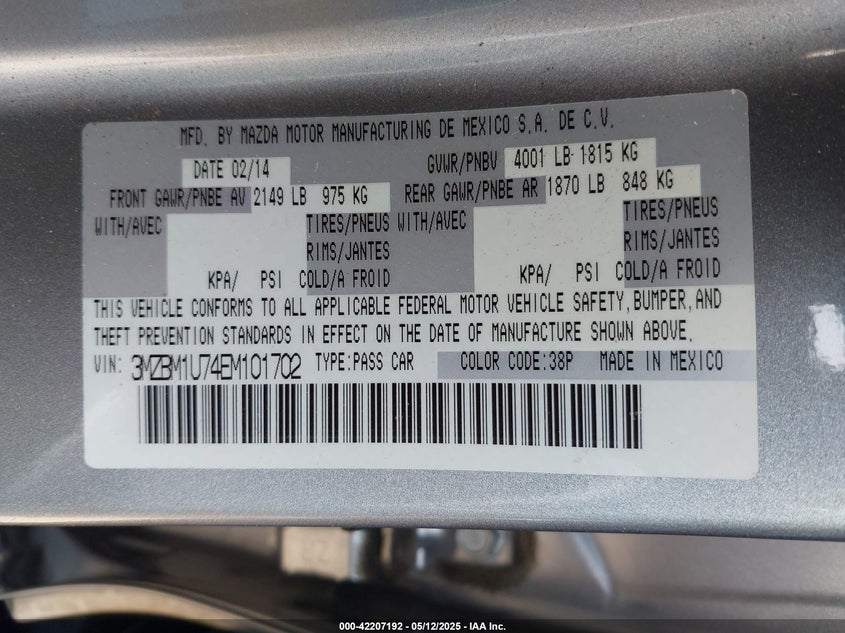 MFD. BY MAZDA MOTOR MANUFACTURING DE MEXICO S.A. DE C.V.
DATE 02/14 GVWR/PNBV 4001 LB 1815 KG
FRONT GAWR/PNBE AV 2149 LB 975 KG REAR GAWR/PNBE AR 1870 LB 848 KG
WITH/AVEC TIRES/PNEUS WITH/AVEC TIRES/PNEUS
RIMS/JANTES RIMS/JANTES
KPA/ PSI COLD/A FROID KPA/ PSI COLD/A FROID
THIS VEHICLE CONFORMS TO ALL APPLICABLE FEDERAL MOTOR VEHICLE SAFETY, BUMPER, AND
THEFT PREVENTION STANDARDS IN EFFECT ON THE DATE OF MANUFACTURE SHOWN ABOVE.
VIN: 3MZBM1U74EM101702 TYPE:PASS CAR COLOR CODE:38P MADE IN MEXICO
000-42207192 - 05/12/2025 - IAA Inc.